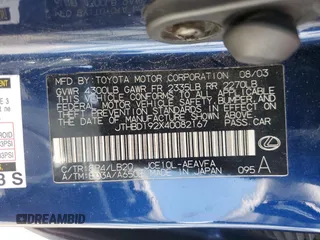 MFD BY: TOYOTA MOTOR CORPORATION 08/03
GVWR 4300LB GAWR FR 2335LB RR 2270LB
THIS VEHICLE CONFORMS TO ALL APPLICABLE
FEDERAL MOTOR VEHICLE SAFETY, BUMPER, AND
THEFT PREVENTION STANDARDS IN EFFECT ON
THE DATE OF MANUFACTURE SHOWN ABOVE.
JTHBD192X40082167
PASS. CAR
C/TR: JCE10L-AEAVFA
A/TM: MADE IN JAPAN 095 A